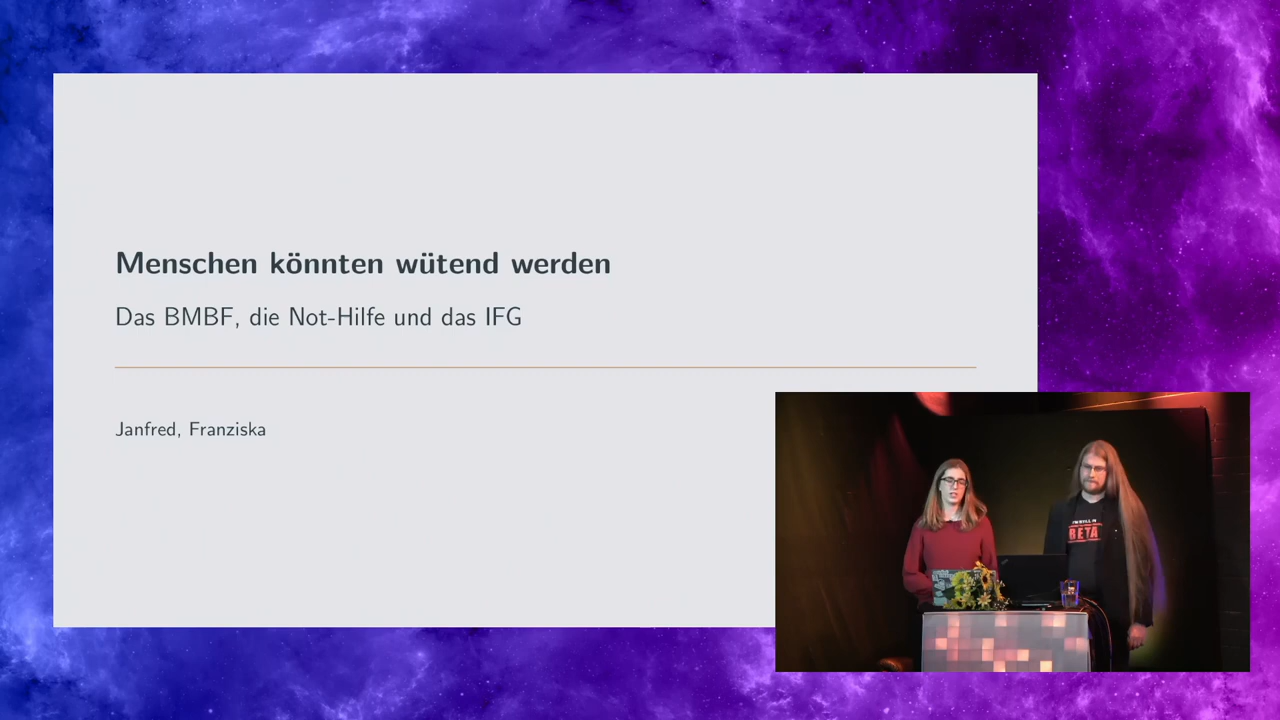 Menschen könnten wütend werden
Das BMBF, die Not-Hilfe und das IFG
Janfred, Franziska
BETA